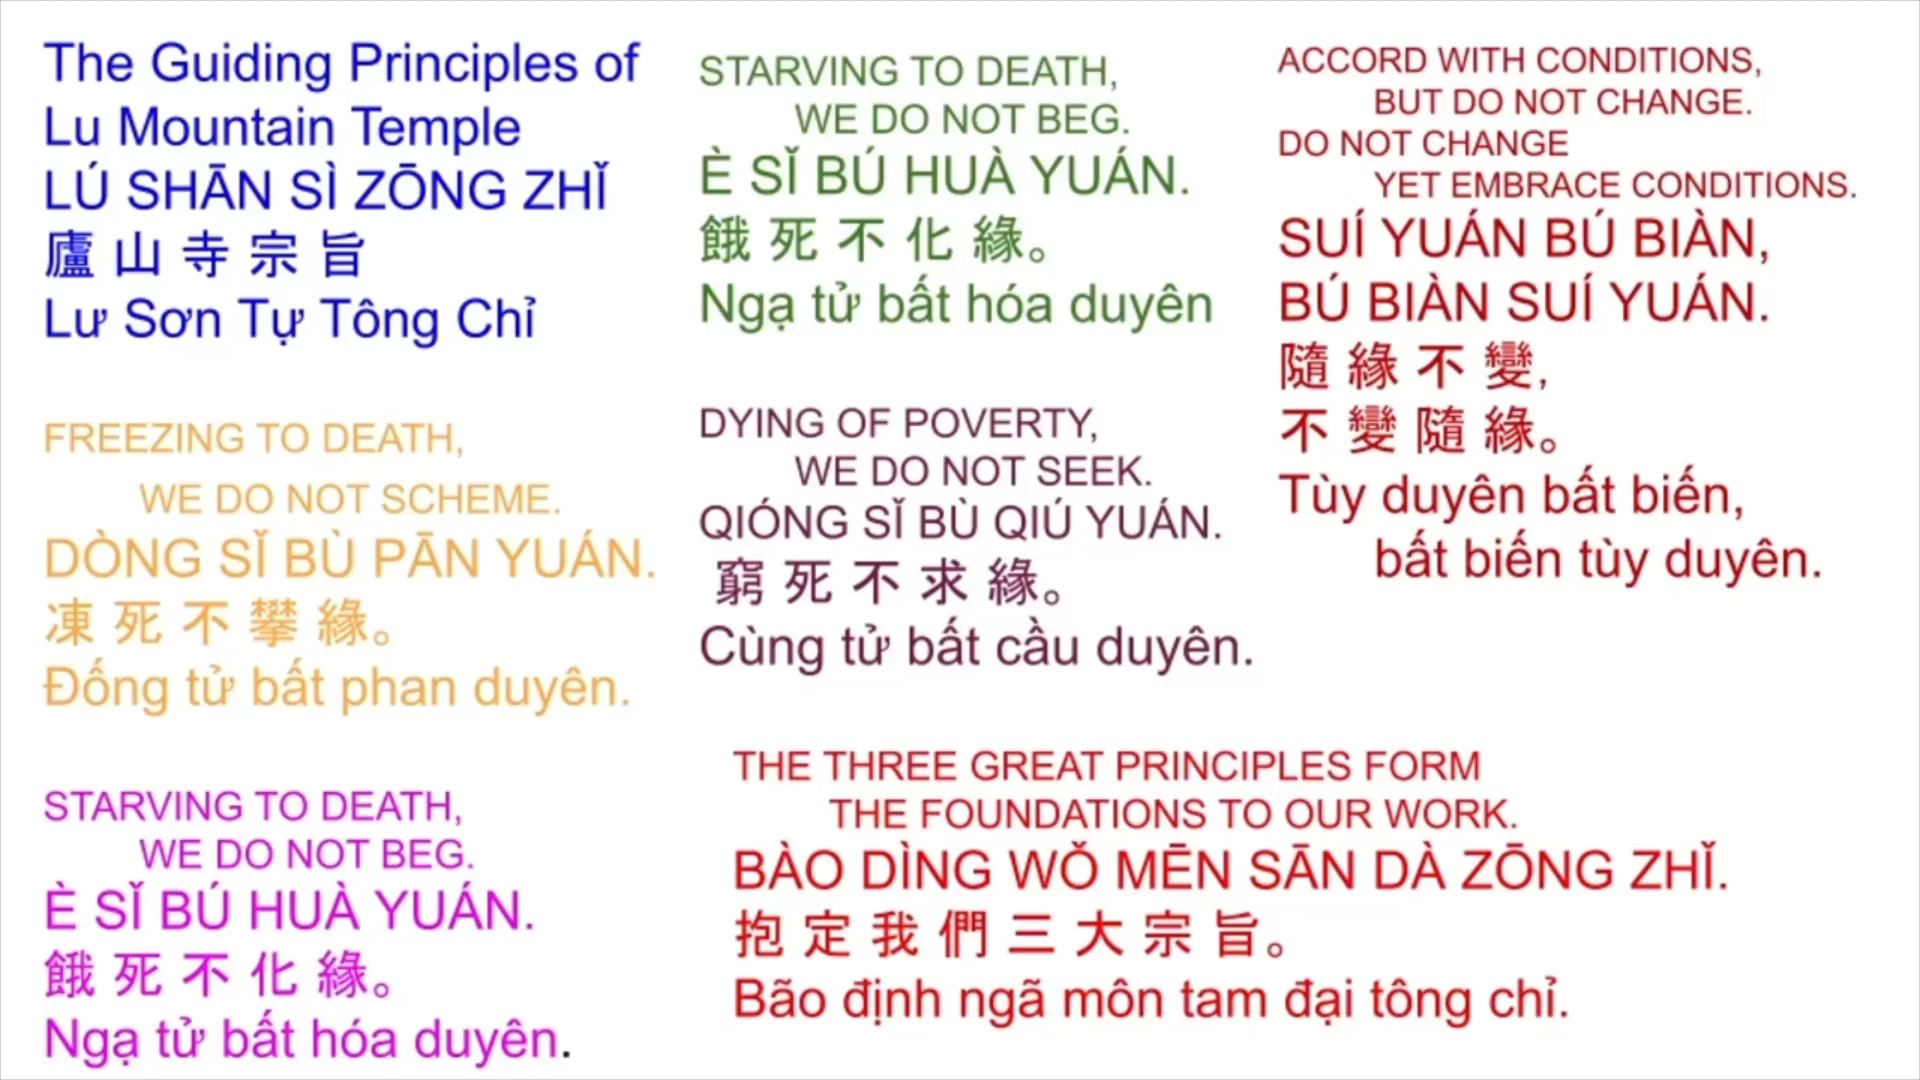 The Guiding Principles of
Lu Mountain Temple
LÚ SHĀN SÌ ZŌNG ZHǏ
廬 山 寺 宗 旨
Lư Sơn Tự Tông Chỉ
FREEZING TO DEATH,
WE DO NOT SCHEME.
DÒNG SǏ BÙ PĀN YUÁN.
凍 死 不 攀 緣。
Đống tử bất phan duyên.
STARVING TO DEATH,
WE DO NOT BEG.
È SǏ BÚ HUÀ YUÁN.
餓 死 不 化 緣。
Ngạ tử bất hóa duyên.
STARVING TO DEATH,
WE DO NOT BEG.
È SǏ BÚ HUÀ YUÁN.
餓 死 不 化 緣。
Ngạ tử bất hóa duyên
DYING OF POVERTY,
WE DO NOT SEEK.
QIÓNG SǏ BÙ QIÚ YUÁN.
窮 死 不 求 緣。
Cùng tử bất cầu duyên.
ACCORD WITH CONDITIONS,
BUT DO NOT CHANGE.
DO NOT CHANGE
YET EMBRACE CONDITIONS.
SUÍ YUÁN BÚ BIÀN,
BÚ BIÀN SUÍ YUÁN.
隨 緣 不 變,
不 變 隨 緣。
Tùy duyên bất biến,
bất biến tùy duyên.
THE THREE GREAT PRINCIPLES FORM
THE FOUNDATIONS TO OUR WORK.
BÀO DÌNG WǑ MĒN SĀN DÀ ZŌNG ZHǏ.
抱 定 我 們 三 大 宗 旨。
Bão định ngã môn tam đại tông chỉ.